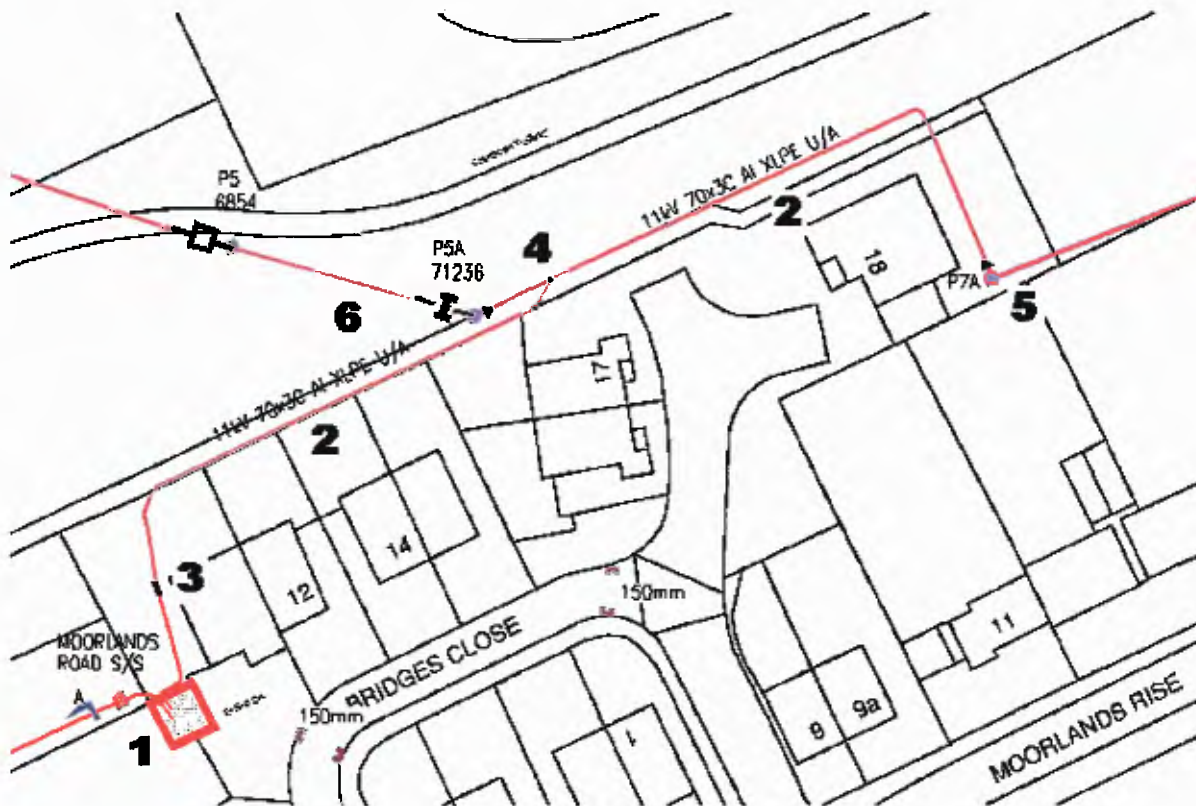 P5
6854
P5A
71236
4
11kV 70x3C Al XLPE U/A
2
18
P7A
5
6
11kV 70x3C Al XLPE U/A
2
17
14
3
12
150mm
MOORLANDS
ROAD S/S
A
BRIDGES CLOSE
11
150mm
1
1
9
9a
MOORLANDS RISE